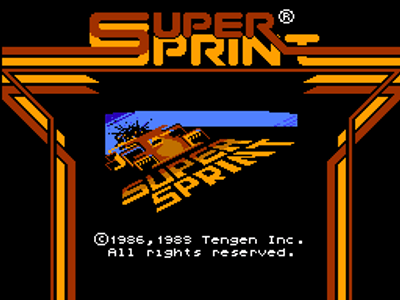 SUPER®
SPRINT
SUPER
SPRINT
©1986,1989 Tengen Inc.
All rights reserved.